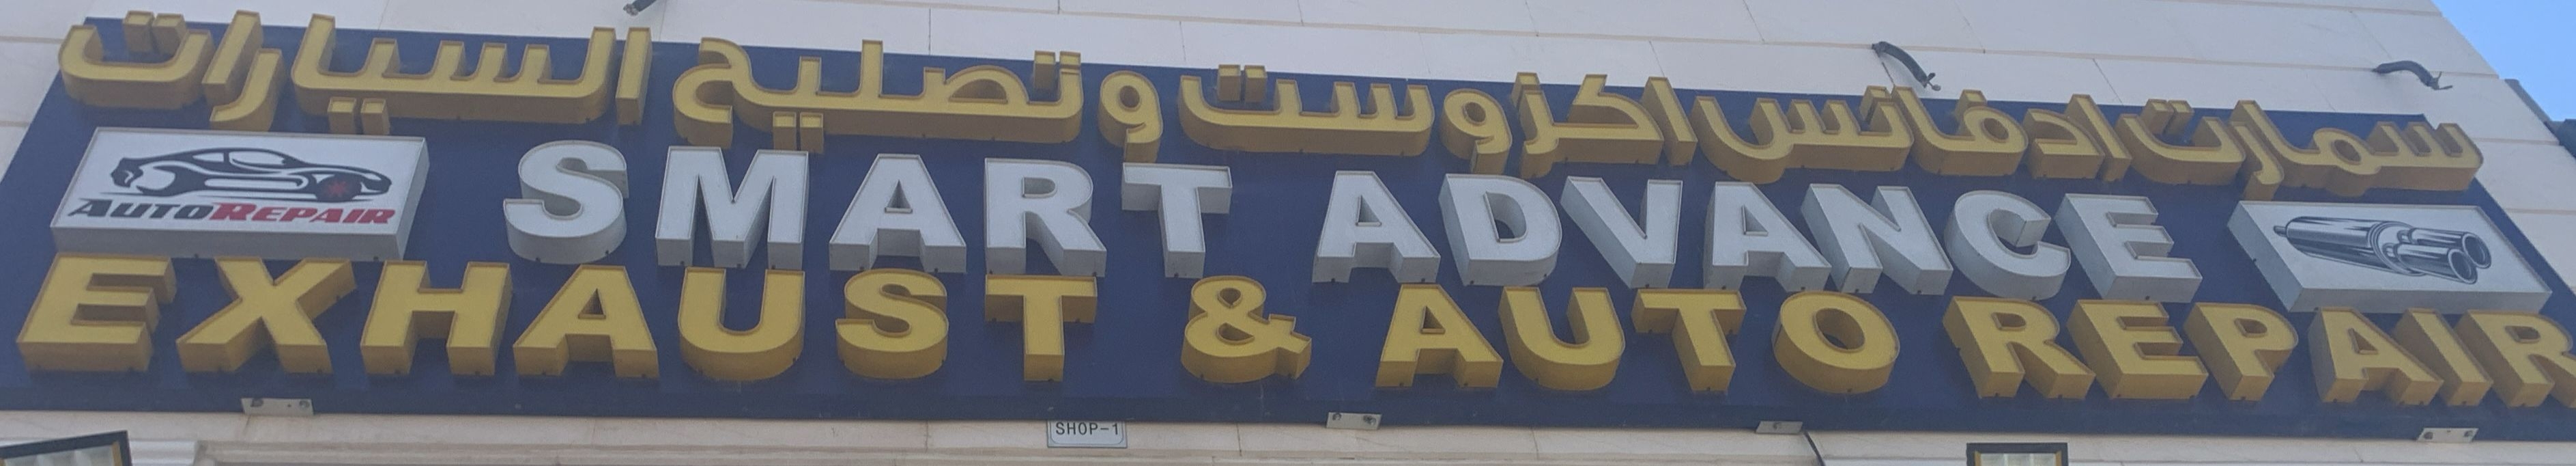 سمارت ادفانس اكزوست وتصليح السيارات
AUTOREPAIR
SMART ADVANCE
EXHAUST & AUTO REPAIR
SHOP-1